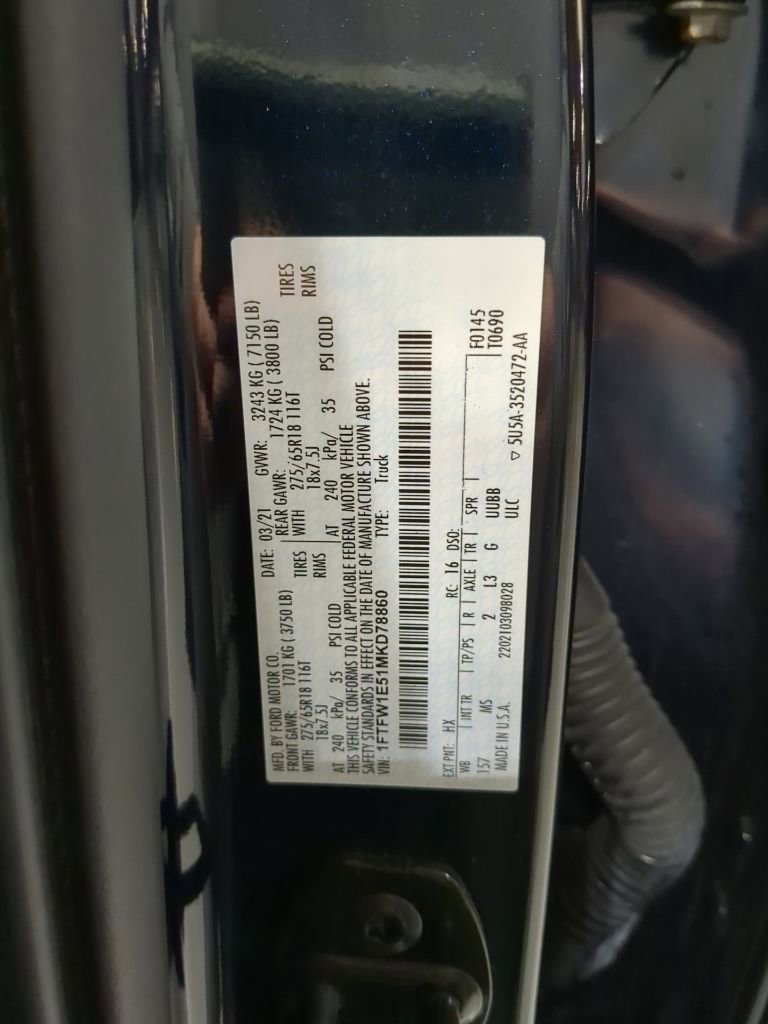 MFD. BY FORD MOTOR CO.
DATE: 03/21 GVWR: 3243 KG ( 7150 LB)
FRONT GAWR: 1701 KG ( 3750 LB) REAR GAWR: 1724 KG ( 3800 LB)
WITH 275/65R18 116T TIRES WITH 275/65R18 116T TIRES
18x7.5J RIMS 18x7.5J RIMS
AT 240 kPa/ 35 PSI COLD AT 240 kPa/ 35 PSI COLD
THIS VEHICLE CONFORMS TO ALL APPLICABLE FEDERAL MOTOR VEHICLE
SAFETY STANDARDS IN EFFECT ON THE DATE OF MANUFACTURE SHOWN ABOVE.
VIN: 1FTFW1E51MKD78860 TYPE: Truck
EXT PNT: HX RC: 16 DSO:
WB INT TR TP/PS R AXLE TR SPR F0145
157 MS 2 L3 G UUBB T0690
ULC
MADE IN U.S.A. 2202103098028 5U5A-3520472-AA